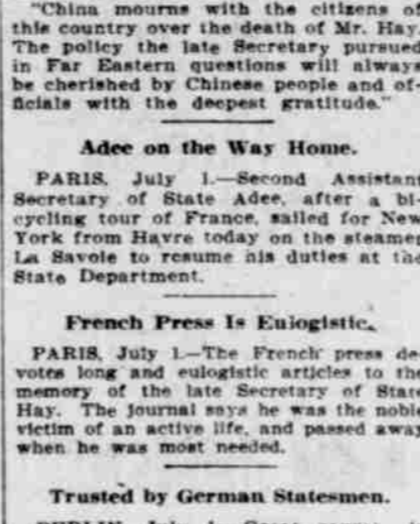 "China mourns with the citizens of
this country over the death of Mr. Hay.
The policy the late Secretary pursued
in Far Eastern questions will always
be cherished by Chinese people and of-
ficials with the deepest gratitude."
Adee on the Way Home.
PARIS, July 1.—Second Assistant
Secretary of State Adee, after a bi-
cycling tour of France, sailed for New
York from Havre today on the steamer
La Savoie to resume his duties at the
State Department.
French Press Is Eulogistic.
PARIS, July 1.—The French press de-
votes long and eulogistic articles to the
memory of the late Secretary of State
Hay. The Journal says he was the noble
victim of an active life, and passed away
when he was most needed.
Trusted by German Statesmen.